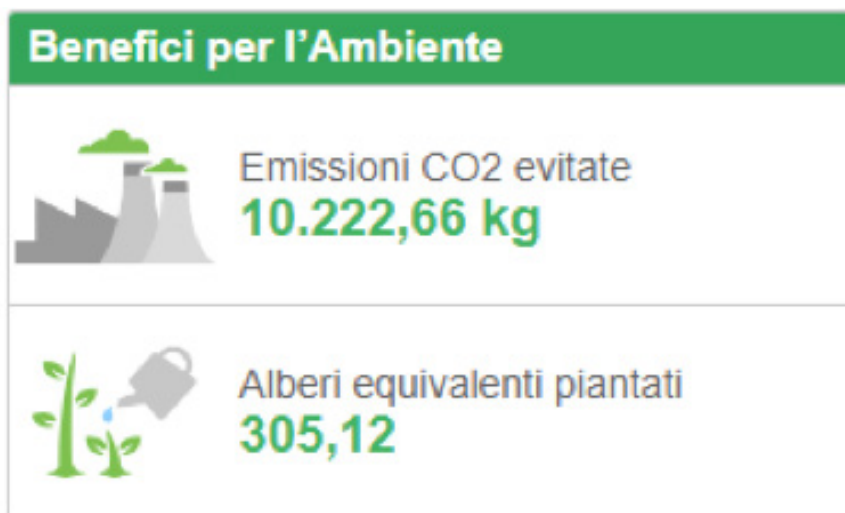 Benefici per l'Ambiente
Emissioni CO2 evitate
10.222,66 kg
Alberi equivalenti piantati
305,12